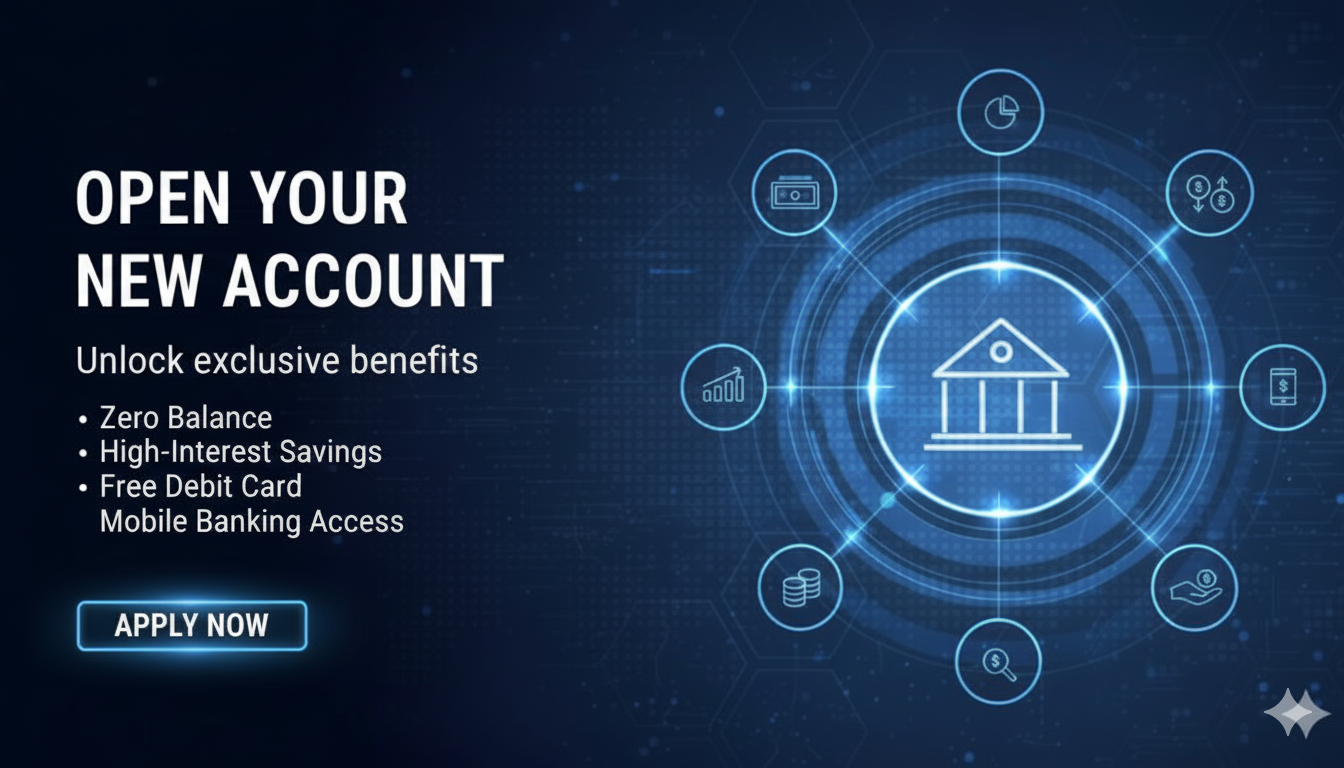 OPEN YOUR
NEW ACCOUNT
Unlock exclusive benefits
• Zero Balance
• High-Interest Savings
• Free Debit Card
Mobile Banking Access
APPLY NOW